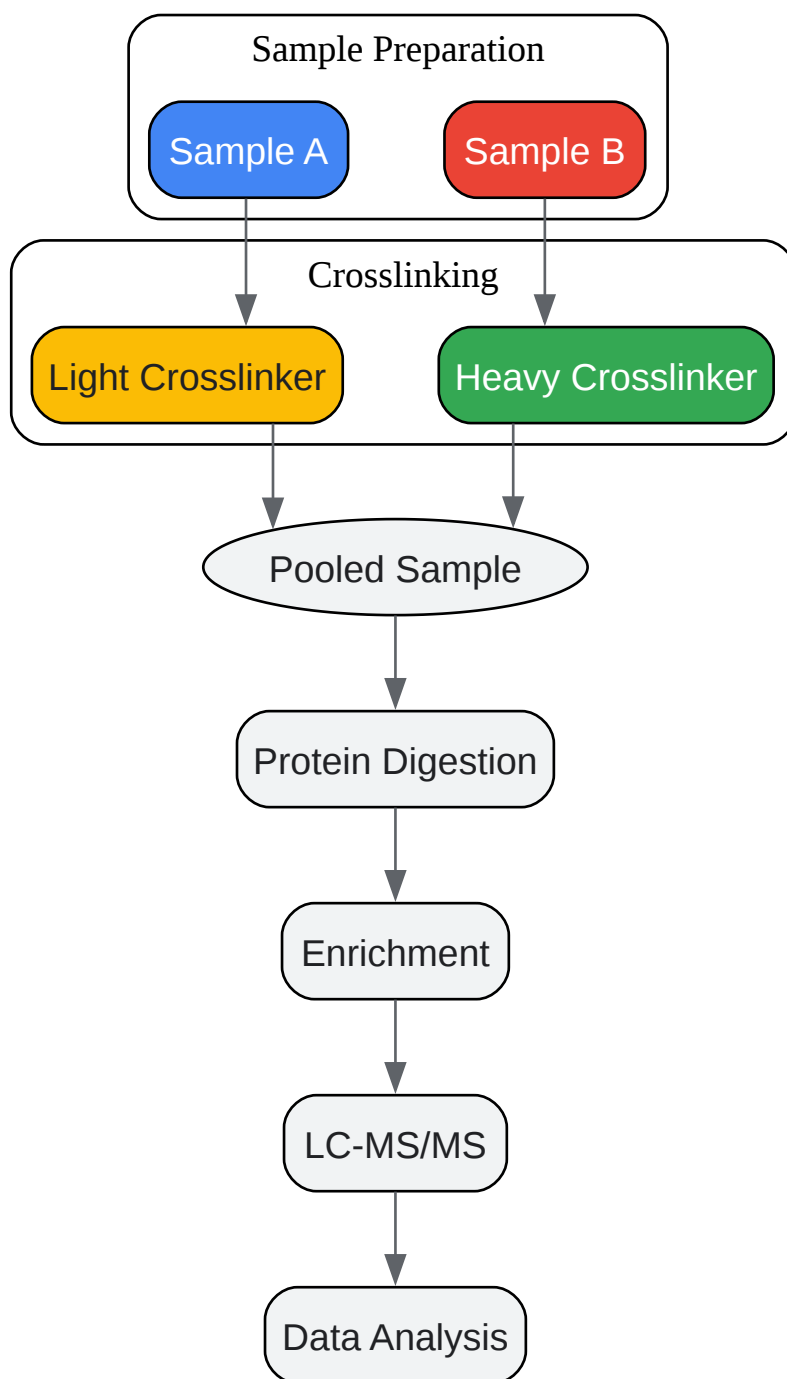 Sample Preparation
Sample A
Sample B
Crosslinking
Light Crosslinker
Heavy Crosslinker
Pooled Sample
Protein Digestion
Enrichment
LC-MS/MS
Data Analysis